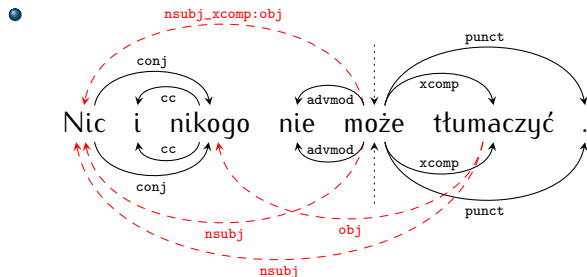 nsubj_xcomp:obj
punct
conj
cc
advmod
xcomp
Nic i nikogo nie może tłumaczyć .
cc
advmod
xcomp
conj
punct
nsubj
obj
nsubj